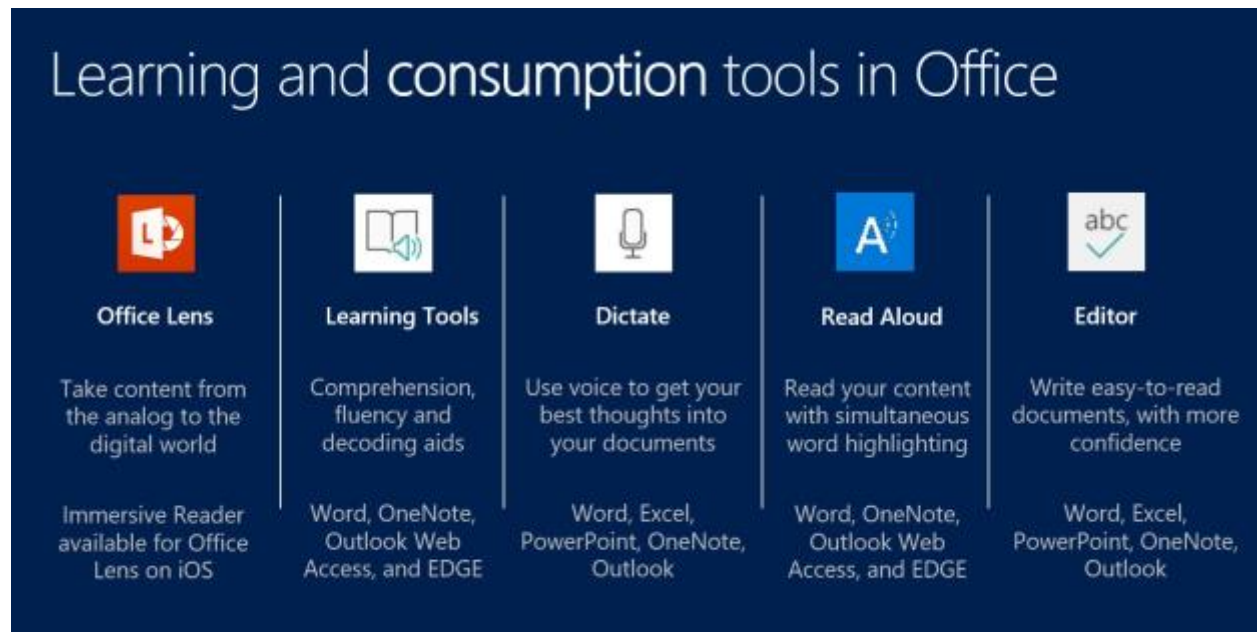 Learning and consumption tools in Office
L
Office Lens
Take content from
the analog to the
digital world
Immersive Reader
available for Office
Lens on iOS
Learning Tools
Comprehension,
fluency and
decoding aids
Word, OneNote,
Outlook Web
Access, and EDGE
Dictate
Use voice to get your
best thoughts into
your documents
Word, Excel,
PowerPoint, OneNote,
Outlook
A
Read Aloud
Read your content
with simultaneous
word highlighting
Word, OneNote,
Outlook Web
Access, and EDGE
abc
Editor
Write easy-to-read
documents, with more
confidence
Word, Excel,
PowerPoint, OneNote,
Outlook